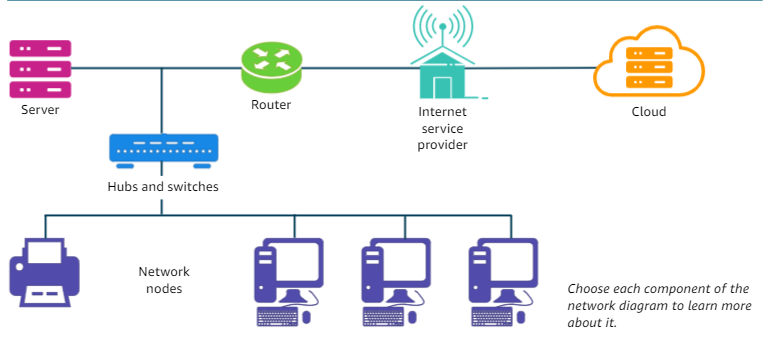 Server
Router
Internet
service
provider
Cloud
Hubs and switches
Network
nodes
Choose each component of the
network diagram to learn more
about it.